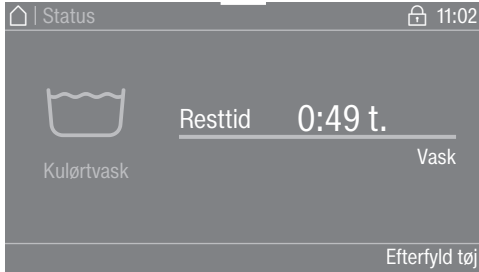 Status 11:02
Resttid 0:49 t.
Vask
Kulørtvask
Efterfyld tøj